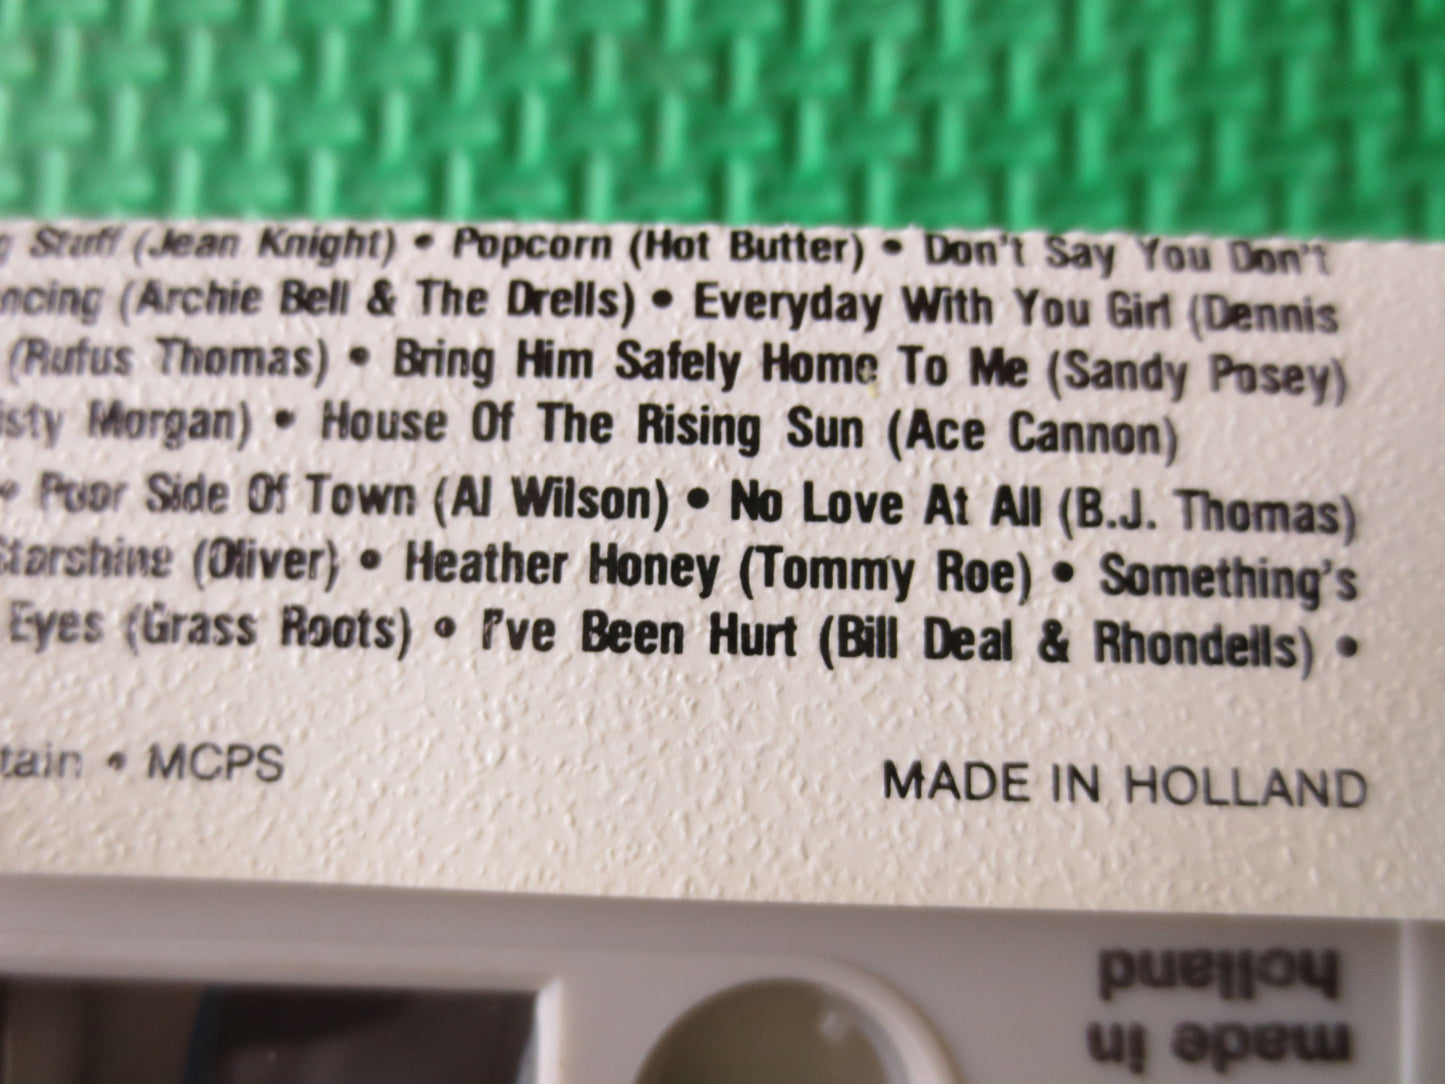 g Stuff (Jean Knight) • Popcorn (Hot Butter) • Don't Say You Don't
ncing (Archie Bell & The Drells) • Everyday With You Girl (Dennis
(Rufus Thomas) • Bring Him Safely Home To Me (Sandy Posey)
isty Morgan) • House Of The Rising Sun (Ace Cannon)
• Poor Side Of Town (Al Wilson) • No Love At All (B.J. Thomas)
Starshine (Oliver) • Heather Honey (Tommy Roe) • Something's
Eyes (Grass Roots) • I've Been Hurt (Bill Deal & Rhondells) •
tain • MCPS
MADE IN HOLLAND
made in
holland